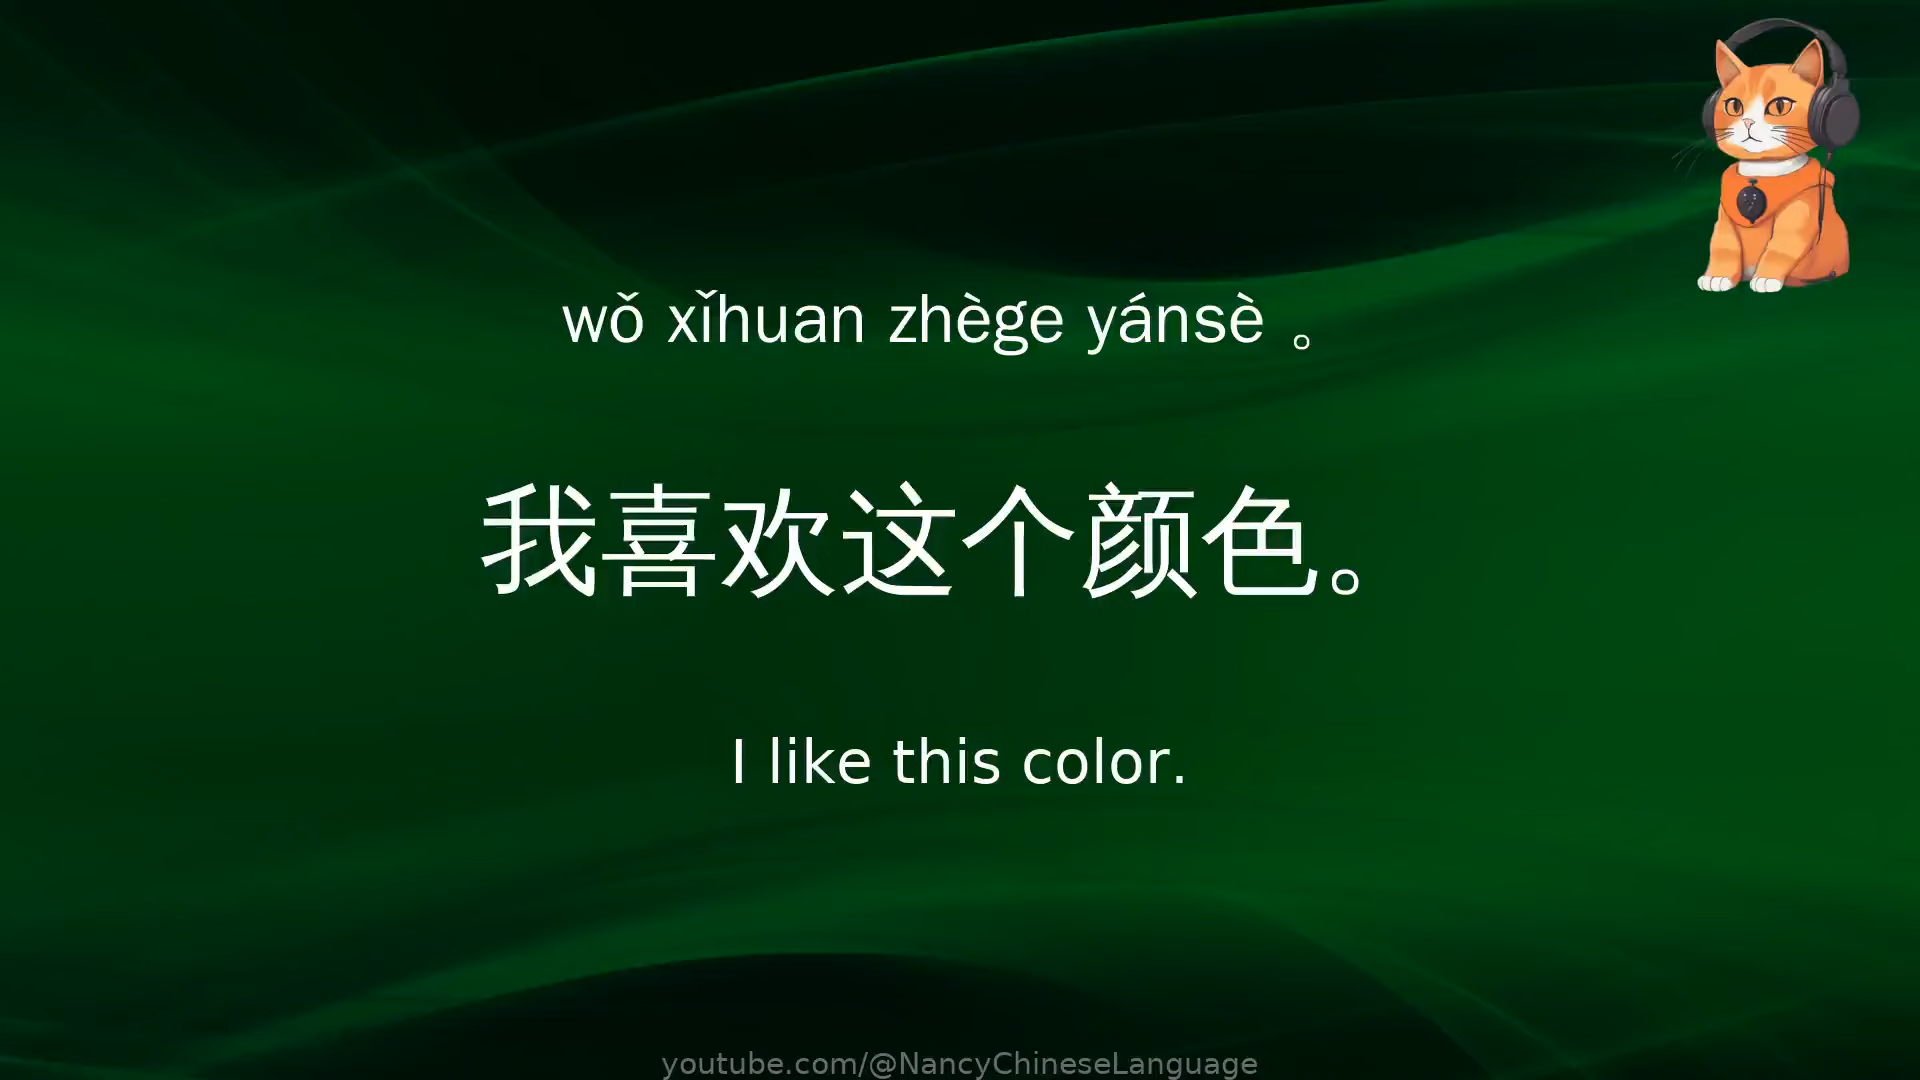 wǒ xǐhuan zhège yánsè 。
我喜欢这个颜色。
I like this color.
youtube.com/@NancyChineseLanguage